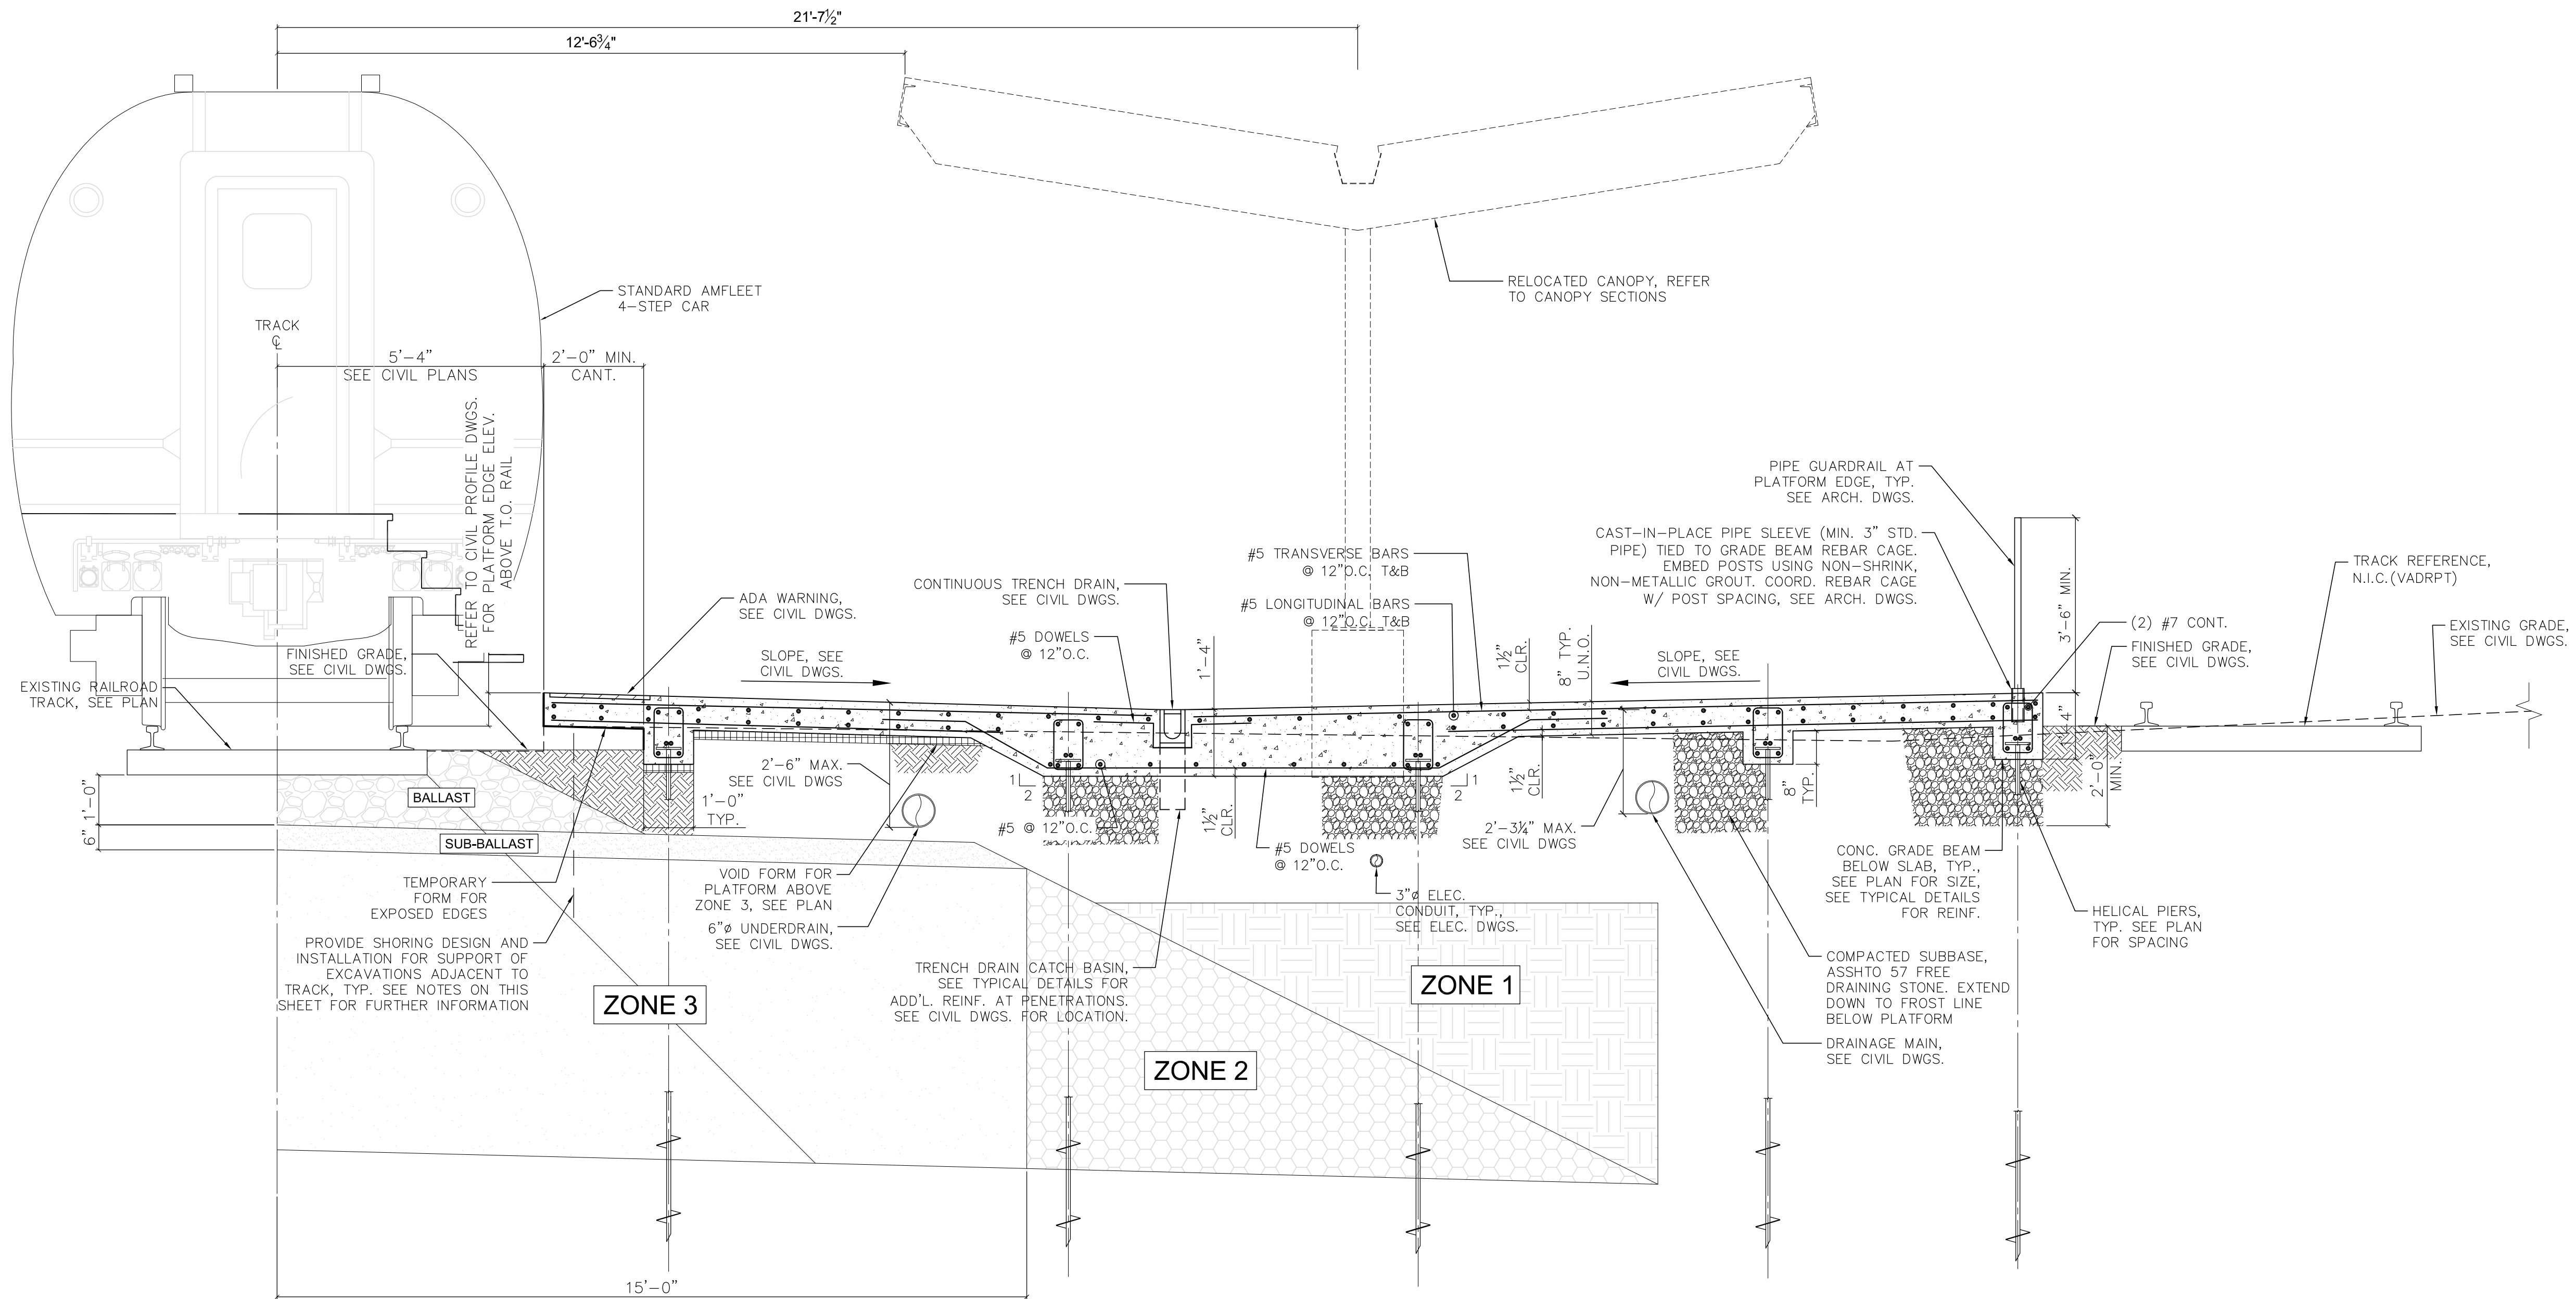 21'-7½"
12'-6¾"
STANDARD AMFLEET
4-STEP CAR
RELOCATED CANOPY, REFER
TO CANOPY SECTIONS
TRACK
℄
5'-4"
SEE CIVIL PLANS
2'-0" MIN.
CANT.
REFER TO CIVIL PROFILE DWGS.
FOR PLATFORM EDGE ELEV.
ABOVE T.O. RAIL
PIPE GUARDRAIL AT
PLATFORM EDGE, TYP.
SEE ARCH. DWGS.
CAST-IN-PLACE PIPE SLEEVE (MIN. 3" STD.
PIPE) TIED TO GRADE BEAM REBAR CAGE.
EMBED POSTS USING NON-SHRINK,
NON-METALLIC GROUT. COORD. REBAR CAGE
W/ POST SPACING, SEE ARCH. DWGS.
#5 TRANSVERSE BARS
@ 12"O.C. T&B
#5 LONGITUDINAL BARS
@ 12"O.C. T&B
CONTINUOUS TRENCH DRAIN,
SEE CIVIL DWGS.
ADA WARNING,
SEE CIVIL DWGS.
#5 DOWELS
@ 12"O.C.
SLOPE, SEE
CIVIL DWGS.
1'-4"
1½"
CLR.
8" TYP.
U.N.O.
SLOPE, SEE
CIVIL DWGS.
3'-6" MIN.
TRACK REFERENCE,
N.I.C.(VADRPT)
(2) #7 CONT.
FINISHED GRADE,
SEE CIVIL DWGS.
EXISTING GRADE,
SEE CIVIL DWGS.
FINISHED GRADE,
SEE CIVIL DWGS.
EXISTING RAILROAD
TRACK, SEE PLAN
1'-4"
2'-0"
MIN.
2'-6" MAX.
SEE CIVIL DWGS
1'-0"
TYP.
1
2
1
2
1½"
CLR.
1½"
CLR.
8"
TYP.
1'-0"
6"
BALLAST
SUB-BALLAST
#5 @ 12"O.C.
#5 DOWELS
@ 12"O.C.
2'-3¼" MAX.
SEE CIVIL DWGS
TEMPORARY
FORM FOR
EXPOSED EDGES
VOID FORM FOR
PLATFORM ABOVE
ZONE 3, SEE PLAN
6"ø UNDERDRAIN,
SEE CIVIL DWGS.
3"ø ELEC.
CONDUIT, TYP.,
SEE ELEC. DWGS.
CONC. GRADE BEAM
BELOW SLAB, TYP.,
SEE PLAN FOR SIZE,
SEE TYPICAL DETAILS
FOR REINF.
HELICAL PIERS,
TYP. SEE PLAN
FOR SPACING
PROVIDE SHORING DESIGN AND
INSTALLATION FOR SUPPORT OF
EXCAVATIONS ADJACENT TO
TRACK, TYP. SEE NOTES ON THIS
SHEET FOR FURTHER INFORMATION
TRENCH DRAIN CATCH BASIN,
SEE TYPICAL DETAILS FOR
ADD'L. REINF. AT PENETRATIONS.
SEE CIVIL DWGS. FOR LOCATION.
COMPACTED SUBBASE,
ASSHTO 57 FREE
DRAINING STONE. EXTEND
DOWN TO FROST LINE
BELOW PLATFORM
DRAINAGE MAIN,
SEE CIVIL DWGS.
ZONE 3
ZONE 1
ZONE 2
15'-0"